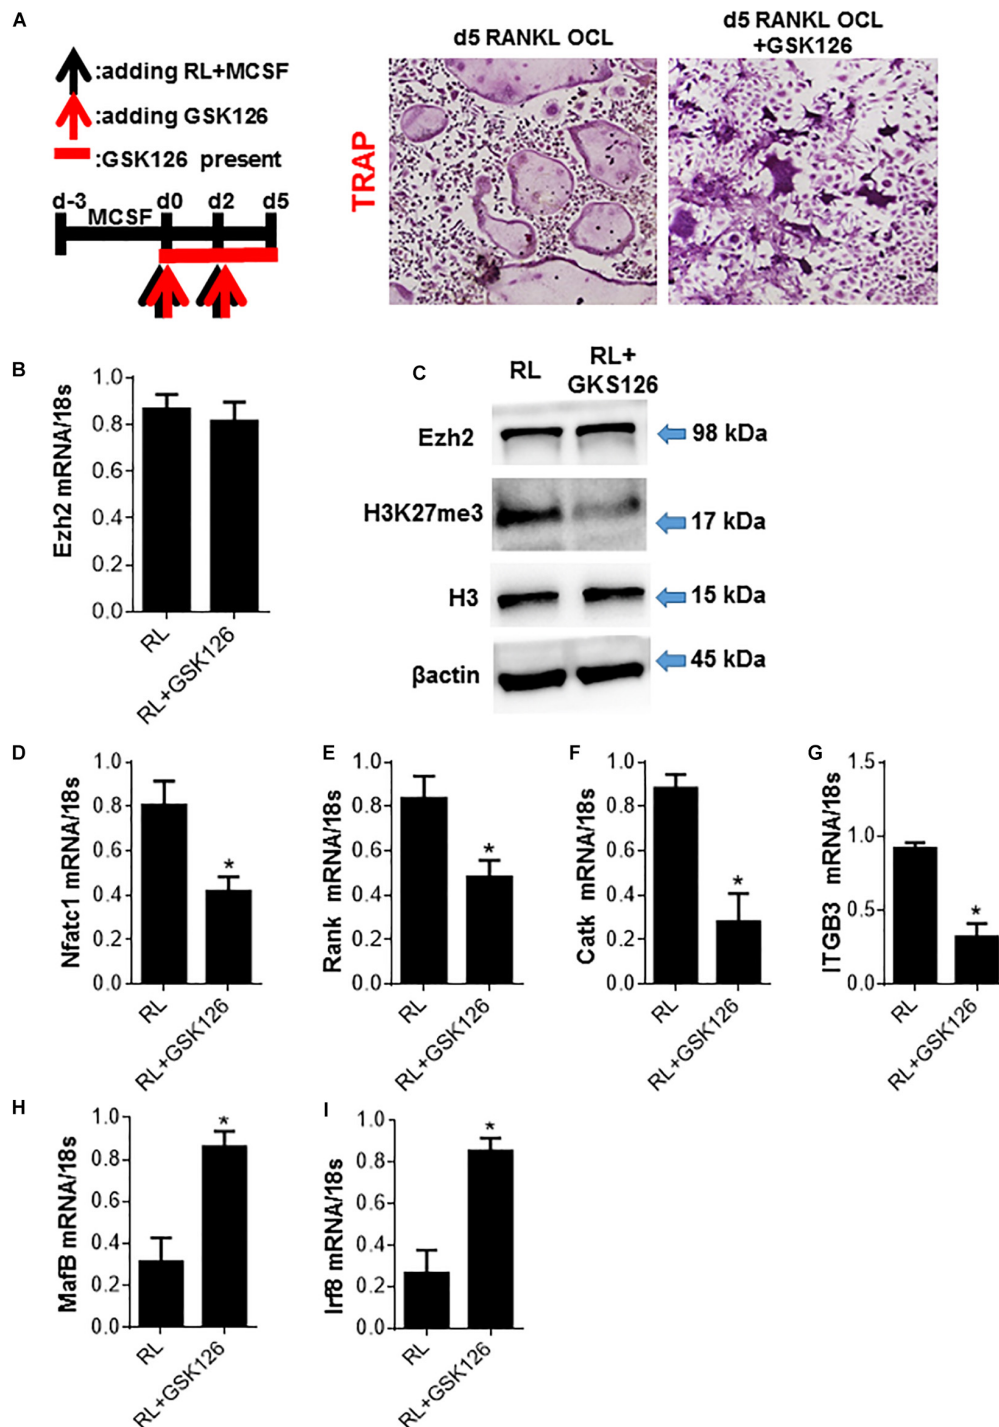 A
:adding RL+MCSF
:adding GSK126
:GSK126 present
d-3 MCSF d0 d2 d5
TRAP
d5 RANKL OCL
d5 RANKL OCL
+GSK126
B
Ezh2 mRNA/18s
1.0
0.8
0.6
0.4
0.2
0.0
RL
RL+GSK126
C
RL
RL+
GKS126
Ezh2
98 kDa
H3K27me3
17 kDa
H3
15 kDa
βactin
45 kDa
D
Nfatc1 mRNA/18s
1.0
0.8
0.6
0.4
0.2
0.0
*
RL
RL+GSK126
E
Rank mRNA/18s
1.0
0.8
0.6
0.4
0.2
0.0
*
RL
RL+GSK126
F
Catk mRNA/18s
1.0
0.8
0.6
0.4
0.2
0.0
*
RL
RL+GSK126
G
ITGB3 mRNA/18s
1.5
1.0
0.5
0.0
*
RL
RL+GSK126
H
MafB mRNA/18s
1.0
0.8
0.6
0.4
0.2
0.0
*
RL
RL+GSK126
I
Irf8 mRNA/18s
1.0
0.8
0.6
0.4
0.2
0.0
*
RL
RL+GSK126